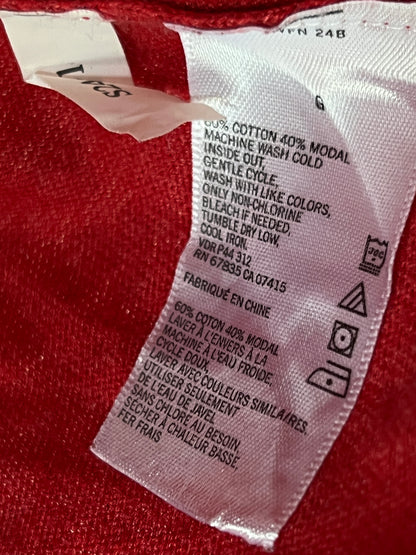 24B
G
60% COTTON 40% MODAL
MACHINE WASH COLD
INSIDE OUT,
GENTLE CYCLE,
WASH WITH LIKE COLORS,
ONLY NON-CHLORINE
BLEACH IF NEEDED,
TUMBLE DRY LOW,
COOL IRON.
VDR P44 312
RN 67835 CA 07415
FABRIQUÉ EN CHINE
60% COTON 40% MODAL
LAVER À L'ENVERS À LA
MACHINE À L'EAU FROIDE,
CYCLE DOUX,
LAVER AVEC COULEURS SIMILAIRES,
UTILISER SEULEMENT
DE L'EAU DE JAVEL
SANS CHLORE AU BESOIN,
SÉCHER À CHALEUR BASSE,
FER FRAIS
30C